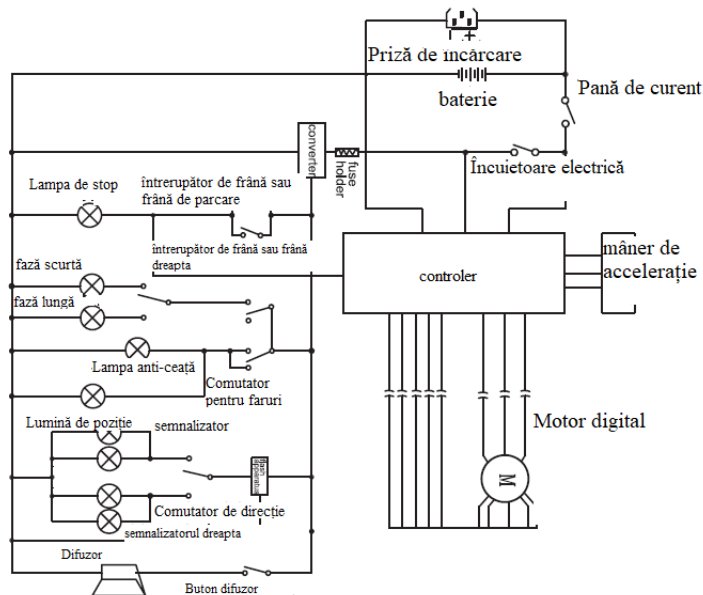 Priză de încărcare
baterie
Pană de curent
converter
fuse
holder
Încuietoare electrică
Lampa de stop
întrerupător de frână sau
frână de parcare
întrerupător de frână sau frână
dreapta
controler
mâner de
accelerație
fază scurtă
fază lungă
Lampa anti-ceață
Comutator
pentru faruri
Lumină de poziție
semnalizator
flash
apparatus
Motor digital
M
Comutator de direcție
semnalizatorul dreapta
Difuzor
Buton difuzor